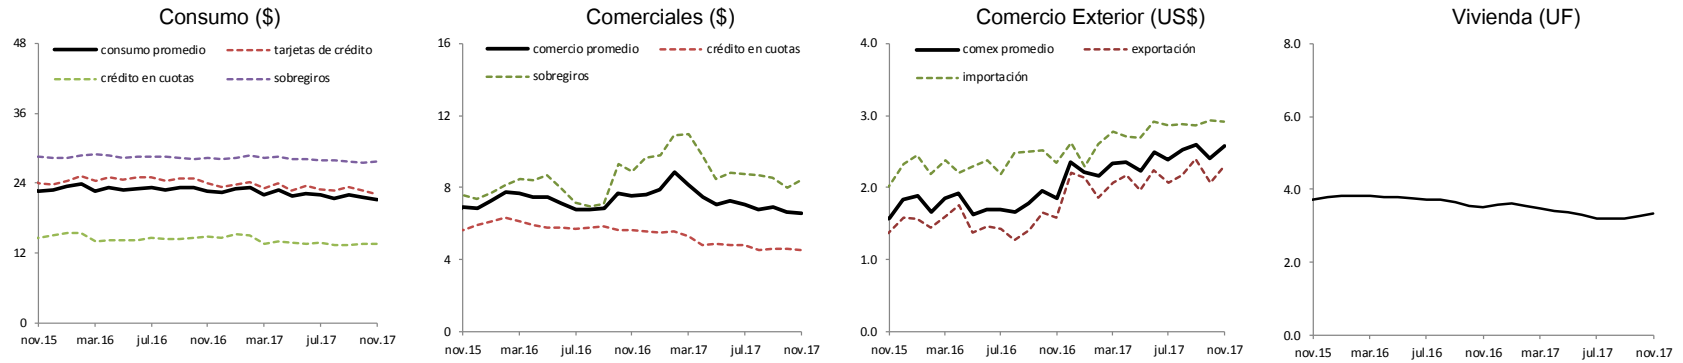 Consumo ($)
48
36
24
12
0
consumo promedio
tarjetas de crédito
crédito en cuotas
sobregiros
nov.15
mar.16
jul.16
nov.16
mar.17
jul.17
nov.17
Comerciales ($)
16
12
8
4
0
comercio promedio
crédito en cuotas
sobregiros
nov.15
mar.16
jul.16
nov.16
mar.17
jul.17
nov.17
Comercio Exterior (US$)
4.0
3.0
2.0
1.0
0.0
comex promedio
exportación
importación
nov.15
mar.16
jul.16
nov.16
mar.17
jul.17
nov.17
Vivienda (UF)
8.0
6.0
4.0
2.0
0.0
nov.15
mar.16
jul.16
nov.16
mar.17
jul.17
nov.17